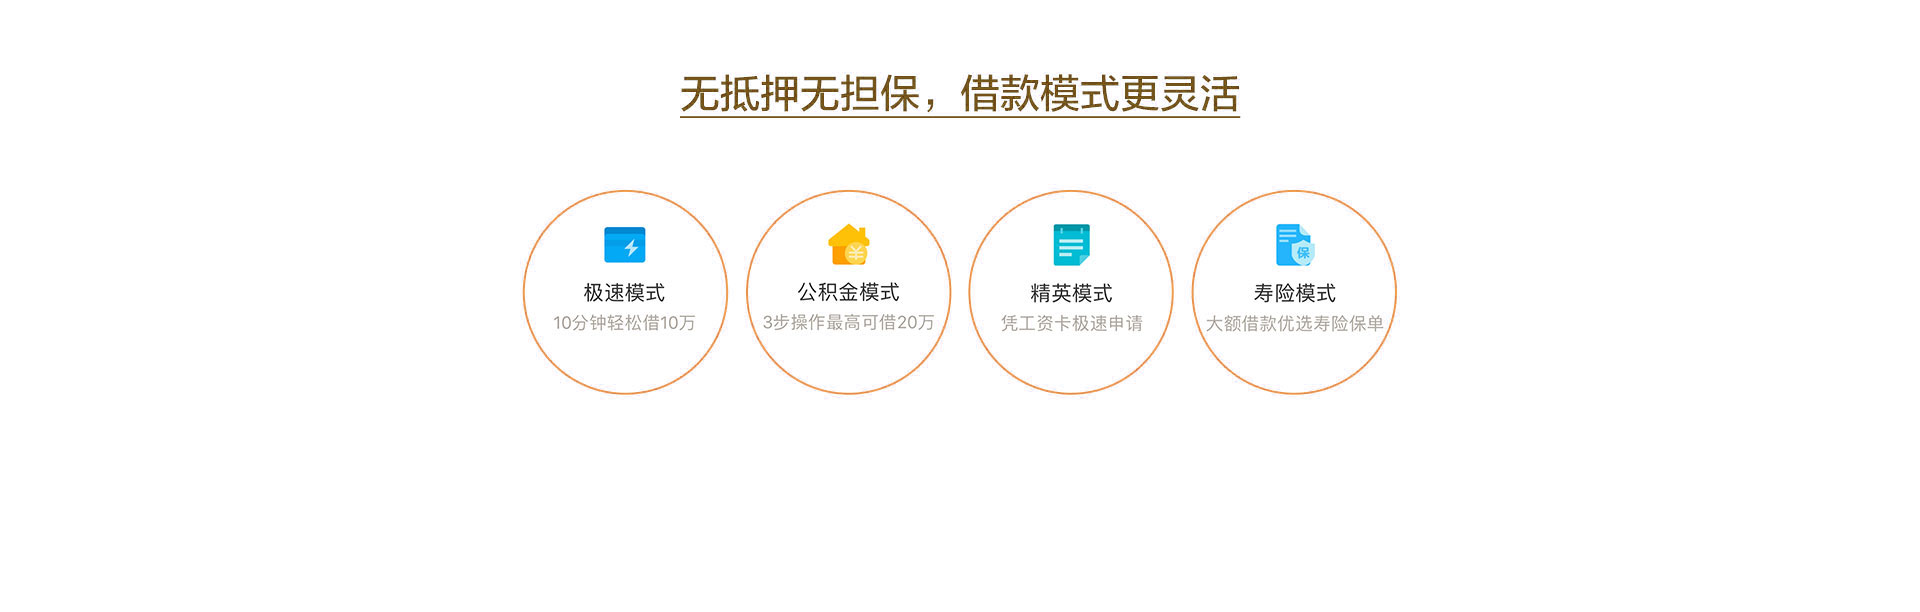 无抵押无担保，借款模式更灵活
极速模式
10分钟轻松借10万
公积金模式
3步操作最高可借20万
精英模式
凭工资卡极速申请
保
寿险模式
大额借款优选寿险保单